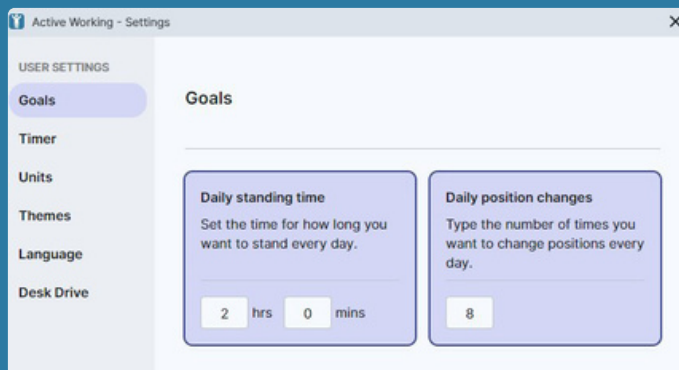 Active Working - Settings
USER SETTINGS
Goals
Timer
Units
Themes
Language
Desk Drive
Goals
Daily standing time
Set the time for how long you
want to stand every day.
2 hrs 0 mins
Daily position changes
Type the number of times you
want to change positions every
day.
8